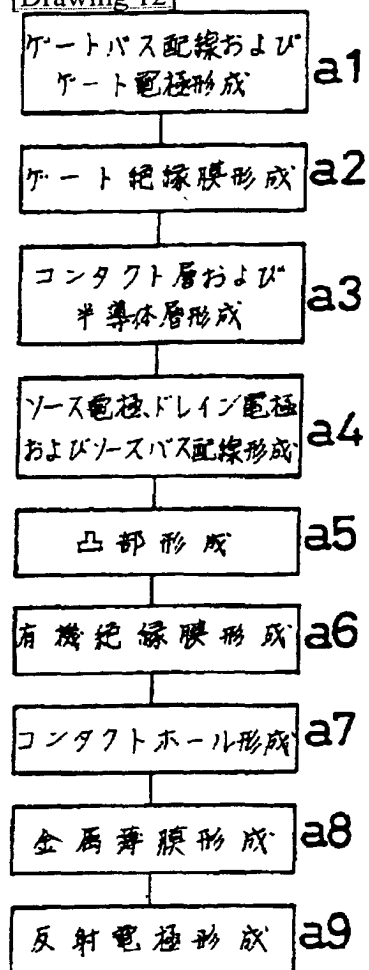 [Drawing 12]
ゲートバス配線および
ゲート電極形成
a1
ゲート絶縁膜形成
a2
コンタクト層および
半導体層形成
a3
ソース電極、ドレイン電極
およびソースバス配線形成
a4
凸部形成
a5
有機絶縁膜形成
a6
コンタクトホール形成
a7
金属薄膜形成
a8
反射電極形成
a9